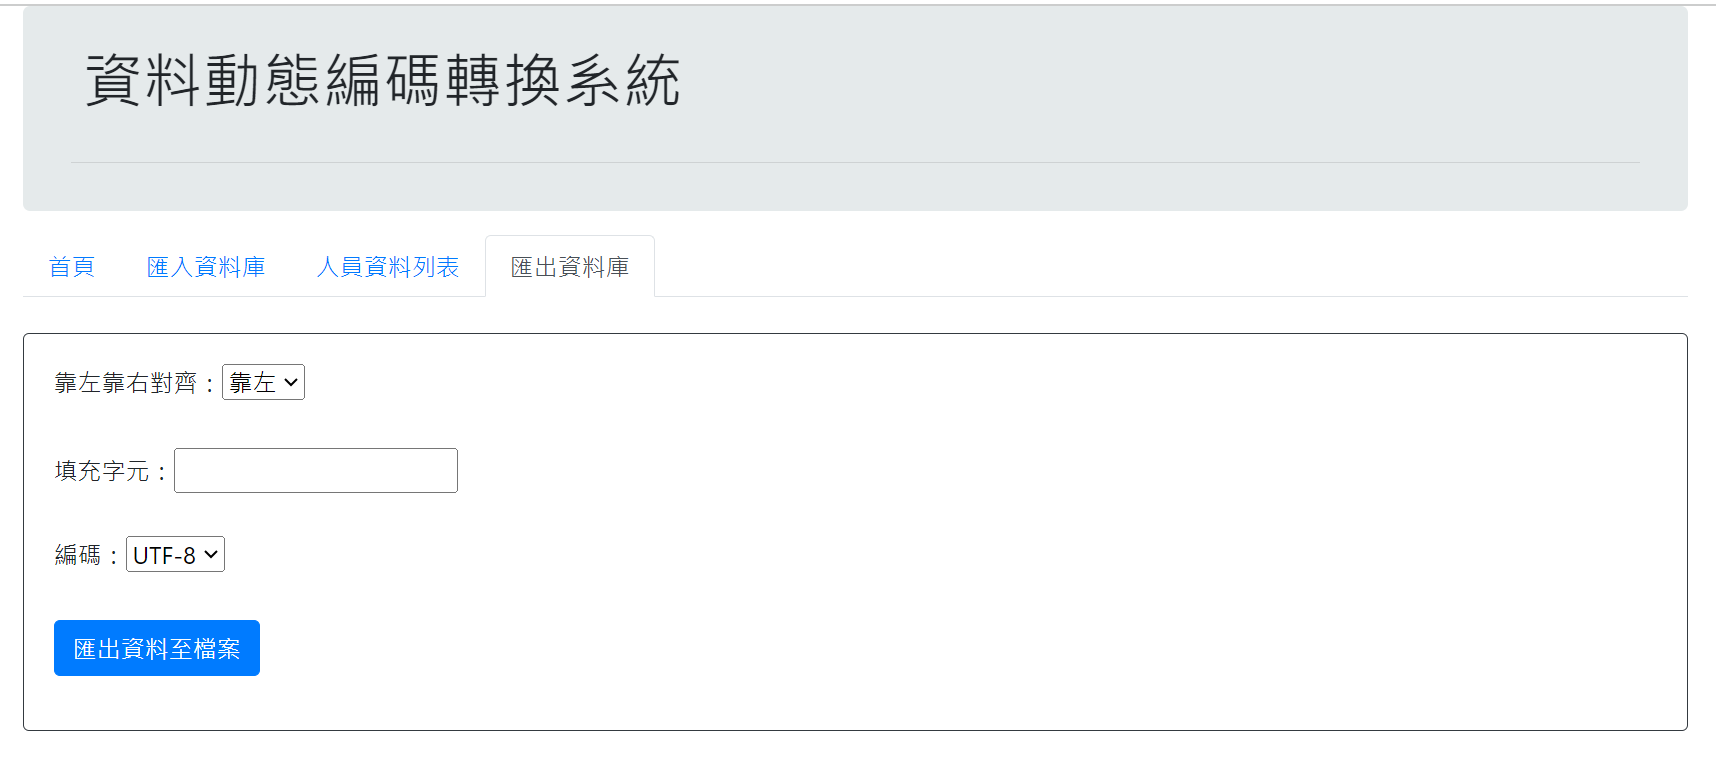 資料動態編碼轉換系統
首頁 匯入資料庫 人員資料列表 匯出資料庫
靠左靠右對齊：靠左
填充字元：
編碼：UTF-8
匯出資料至檔案